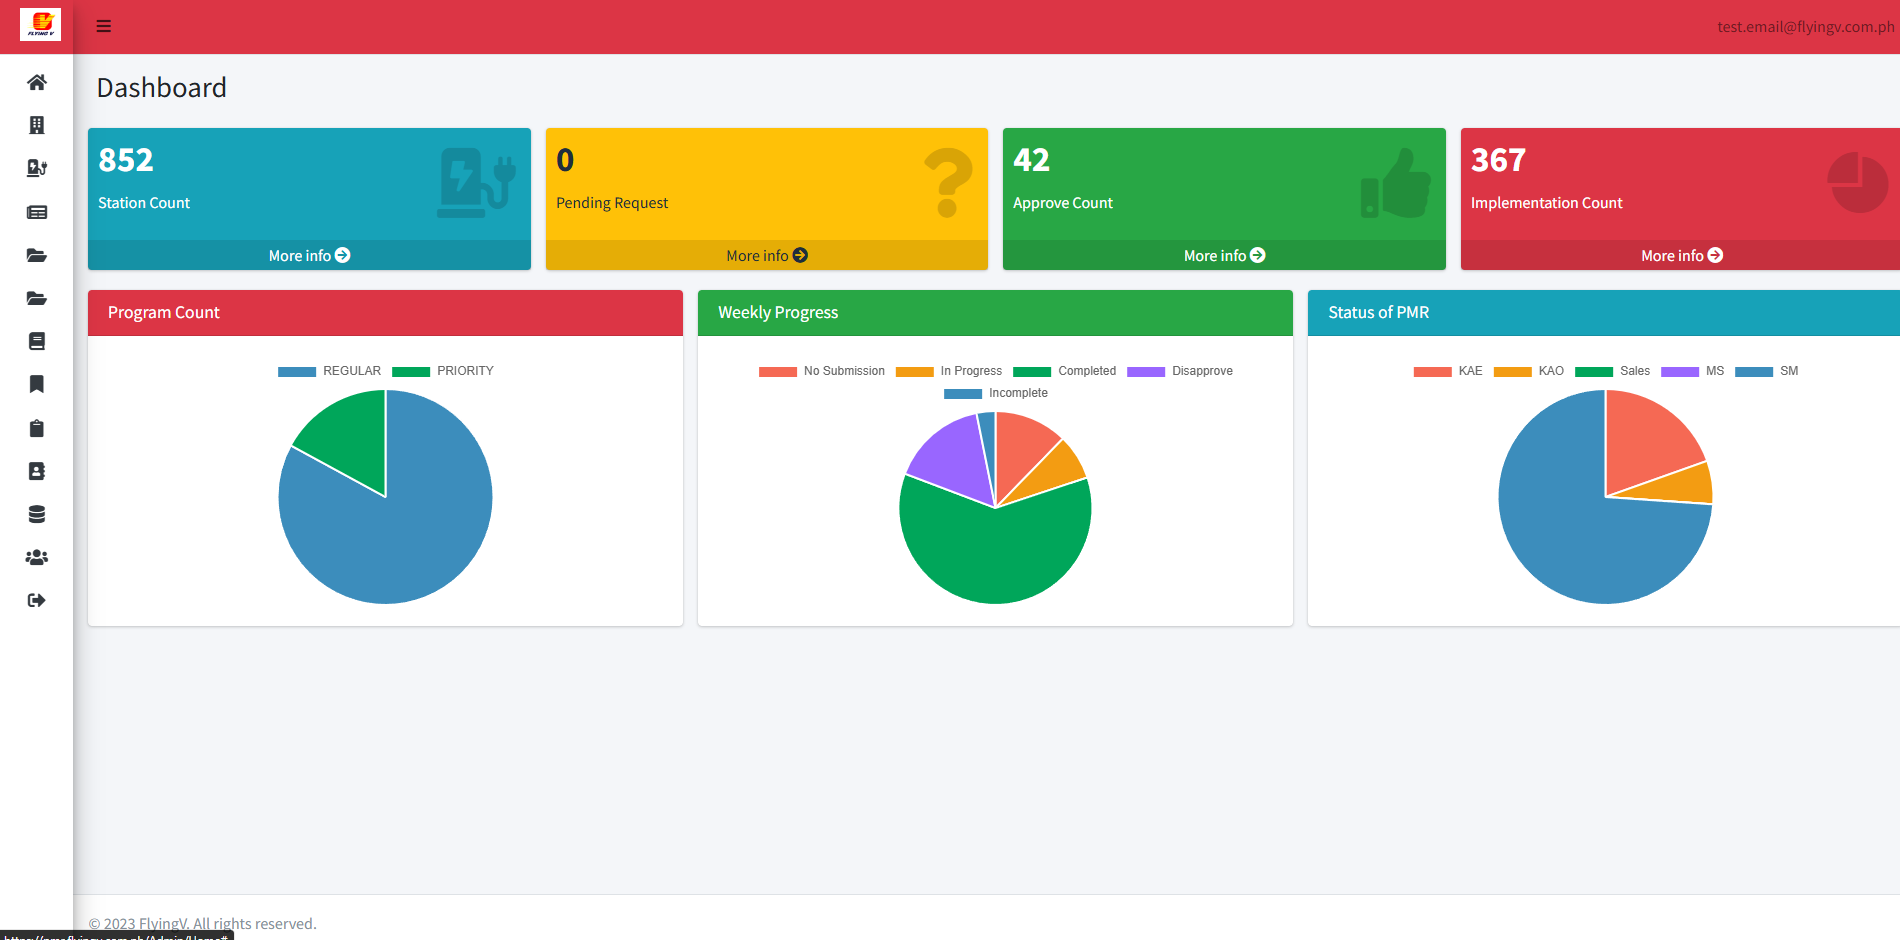 FLYING V
test.email@flyingv.com.ph
Dashboard
852
Station Count
More info
0
Pending Request
More info
42
Approve Count
More info
367
Implementation Count
More info
Program Count
REGULAR PRIORITY
Weekly Progress
No Submission In Progress Completed Disapprove
Incomplete
Status of PMR
KAE KAO Sales MS SM
© 2023 FlyingV. All rights reserved.